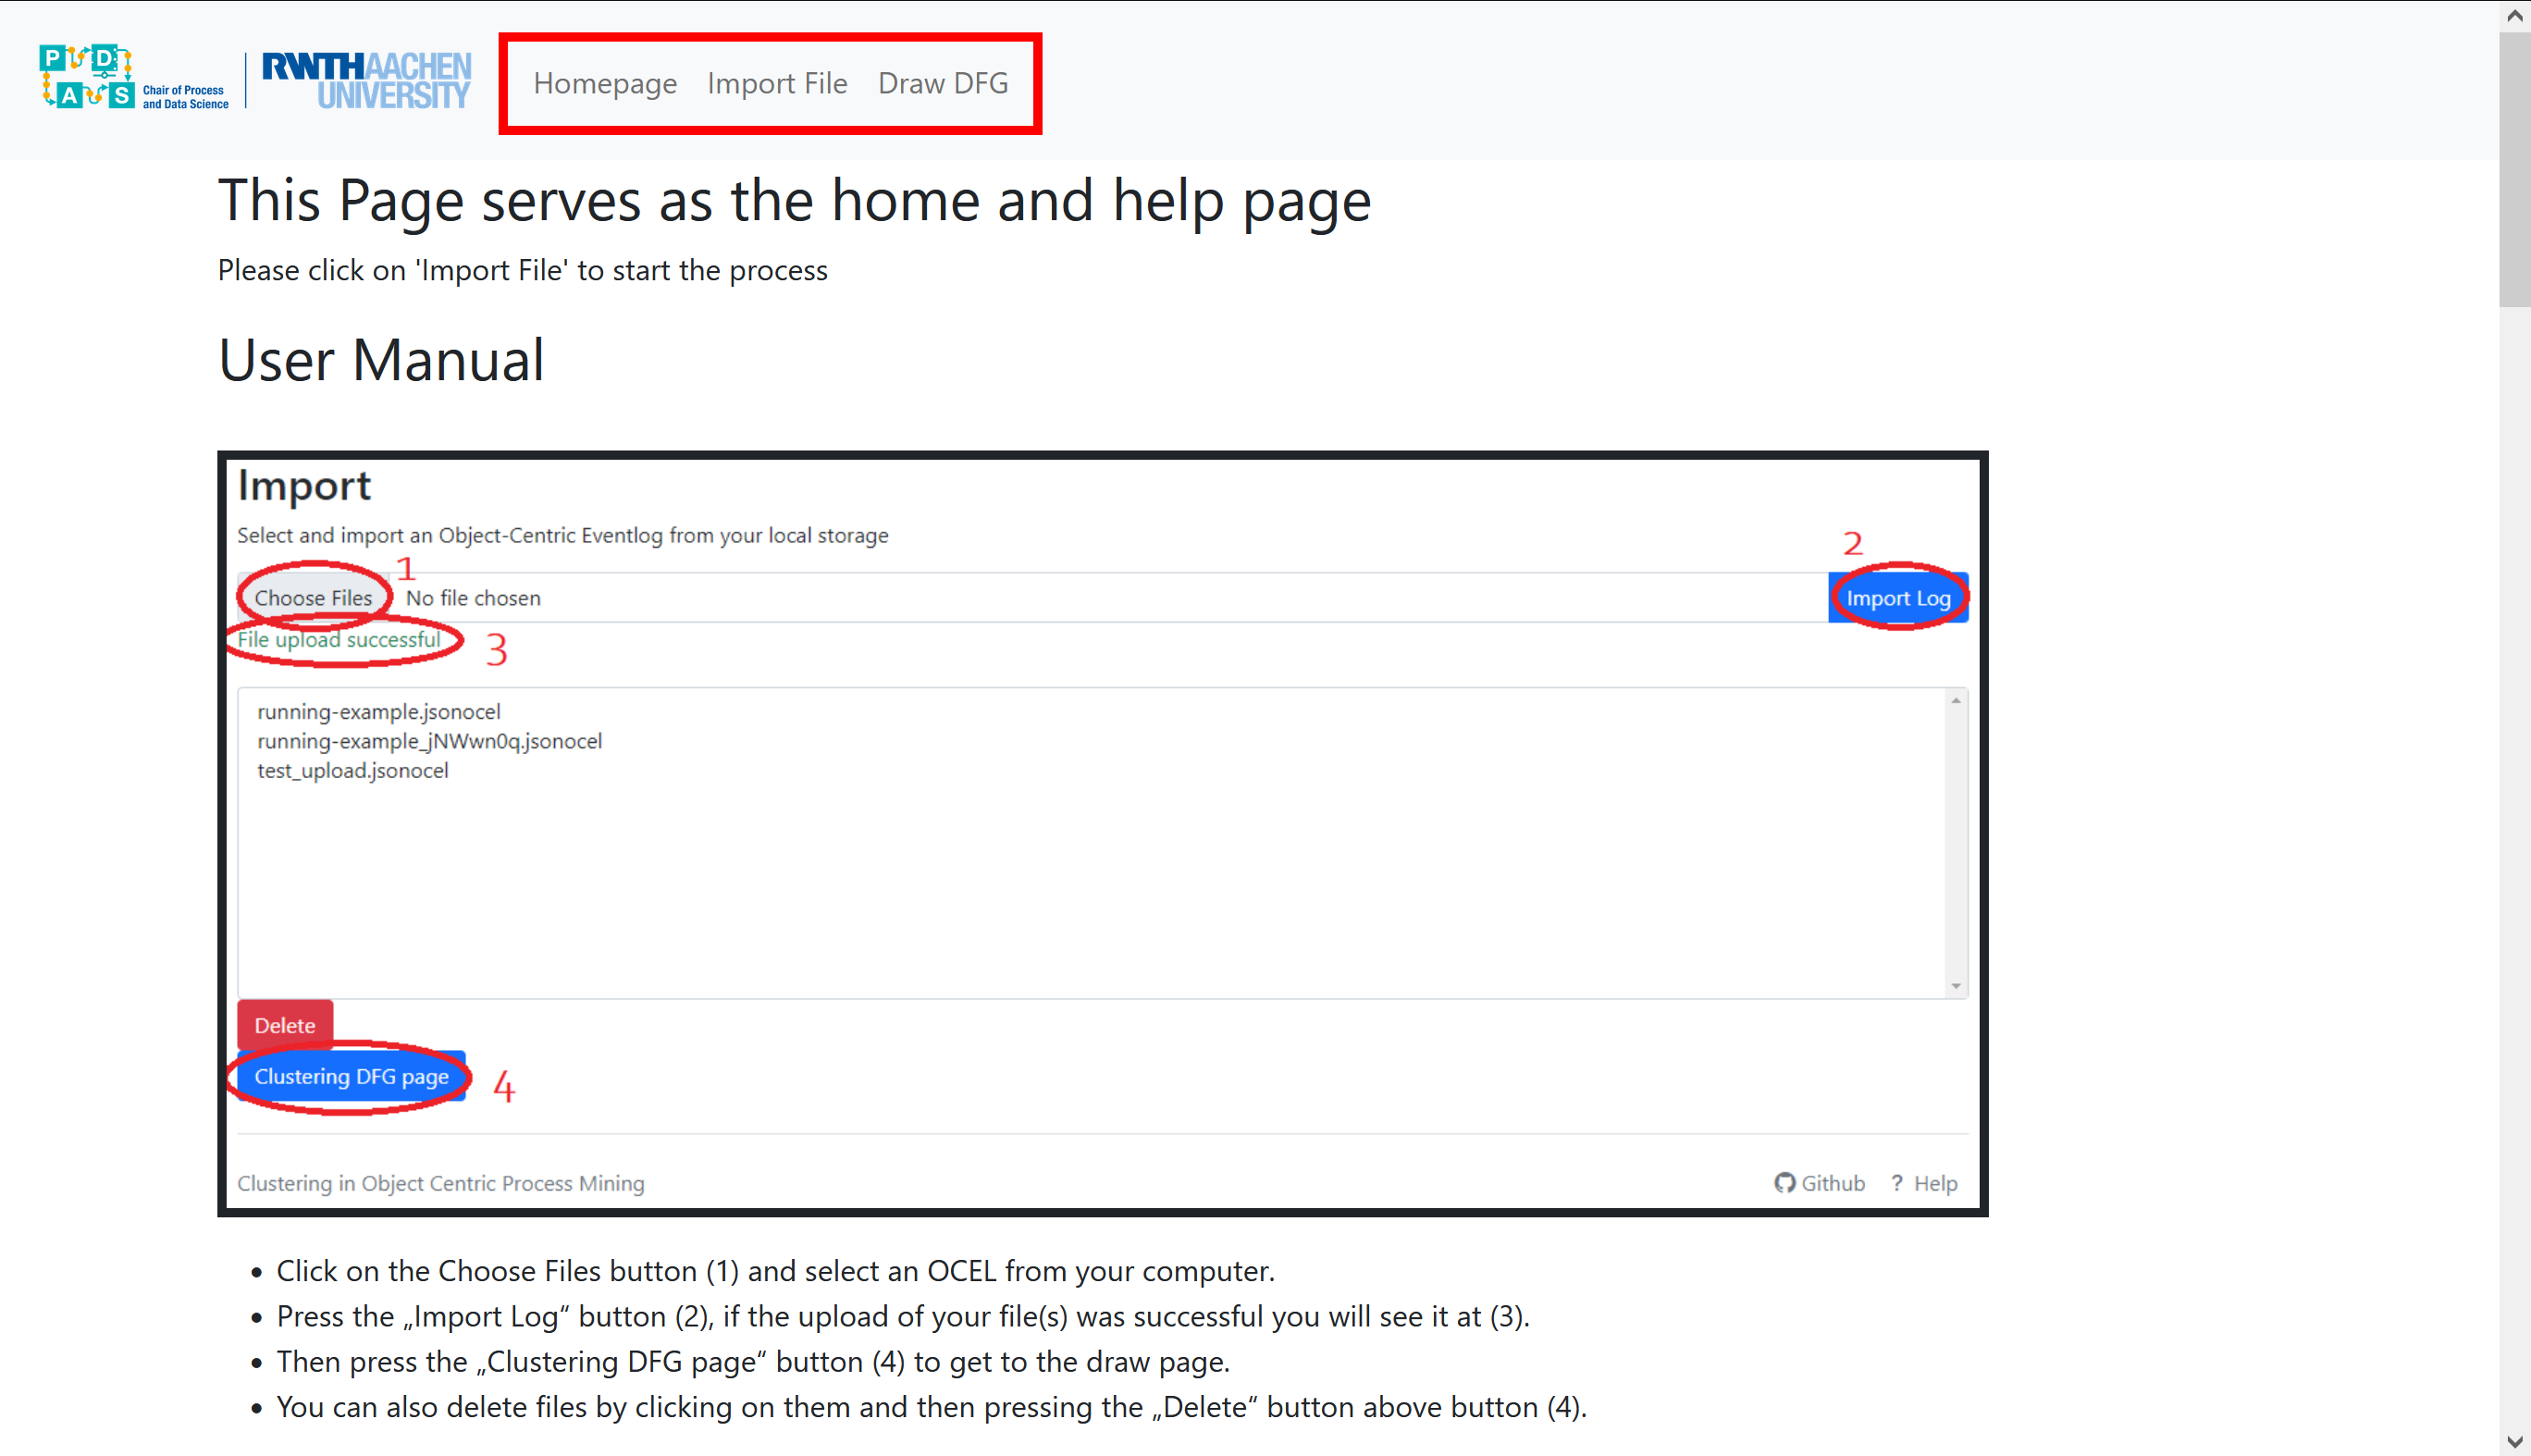 P D
A S
Chair of Process
and Data Science
RWTHAACHEN
UNIVERSITY
Homepage Import File Draw DFG
This Page serves as the home and help page
Please click on 'Import File' to start the process
User Manual
Import
Select and import an Object-Centric Eventlog from your local storage
1
2
Choose Files No file chosen Import Log
File upload successful 3
running-example.jsonocel
running-example_jNWwn0q.jsonocel
test_upload.jsonocel
Delete
Clustering DFG page 4
Clustering in Object Centric Process Mining Github ? Help
• Click on the Choose Files button (1) and select an OCEL from your computer.
• Press the „Import Log“ button (2), if the upload of your file(s) was successful you will see it at (3).
• Then press the „Clustering DFG page“ button (4) to get to the draw page.
• You can also delete files by clicking on them and then pressing the „Delete“ button above button (4).